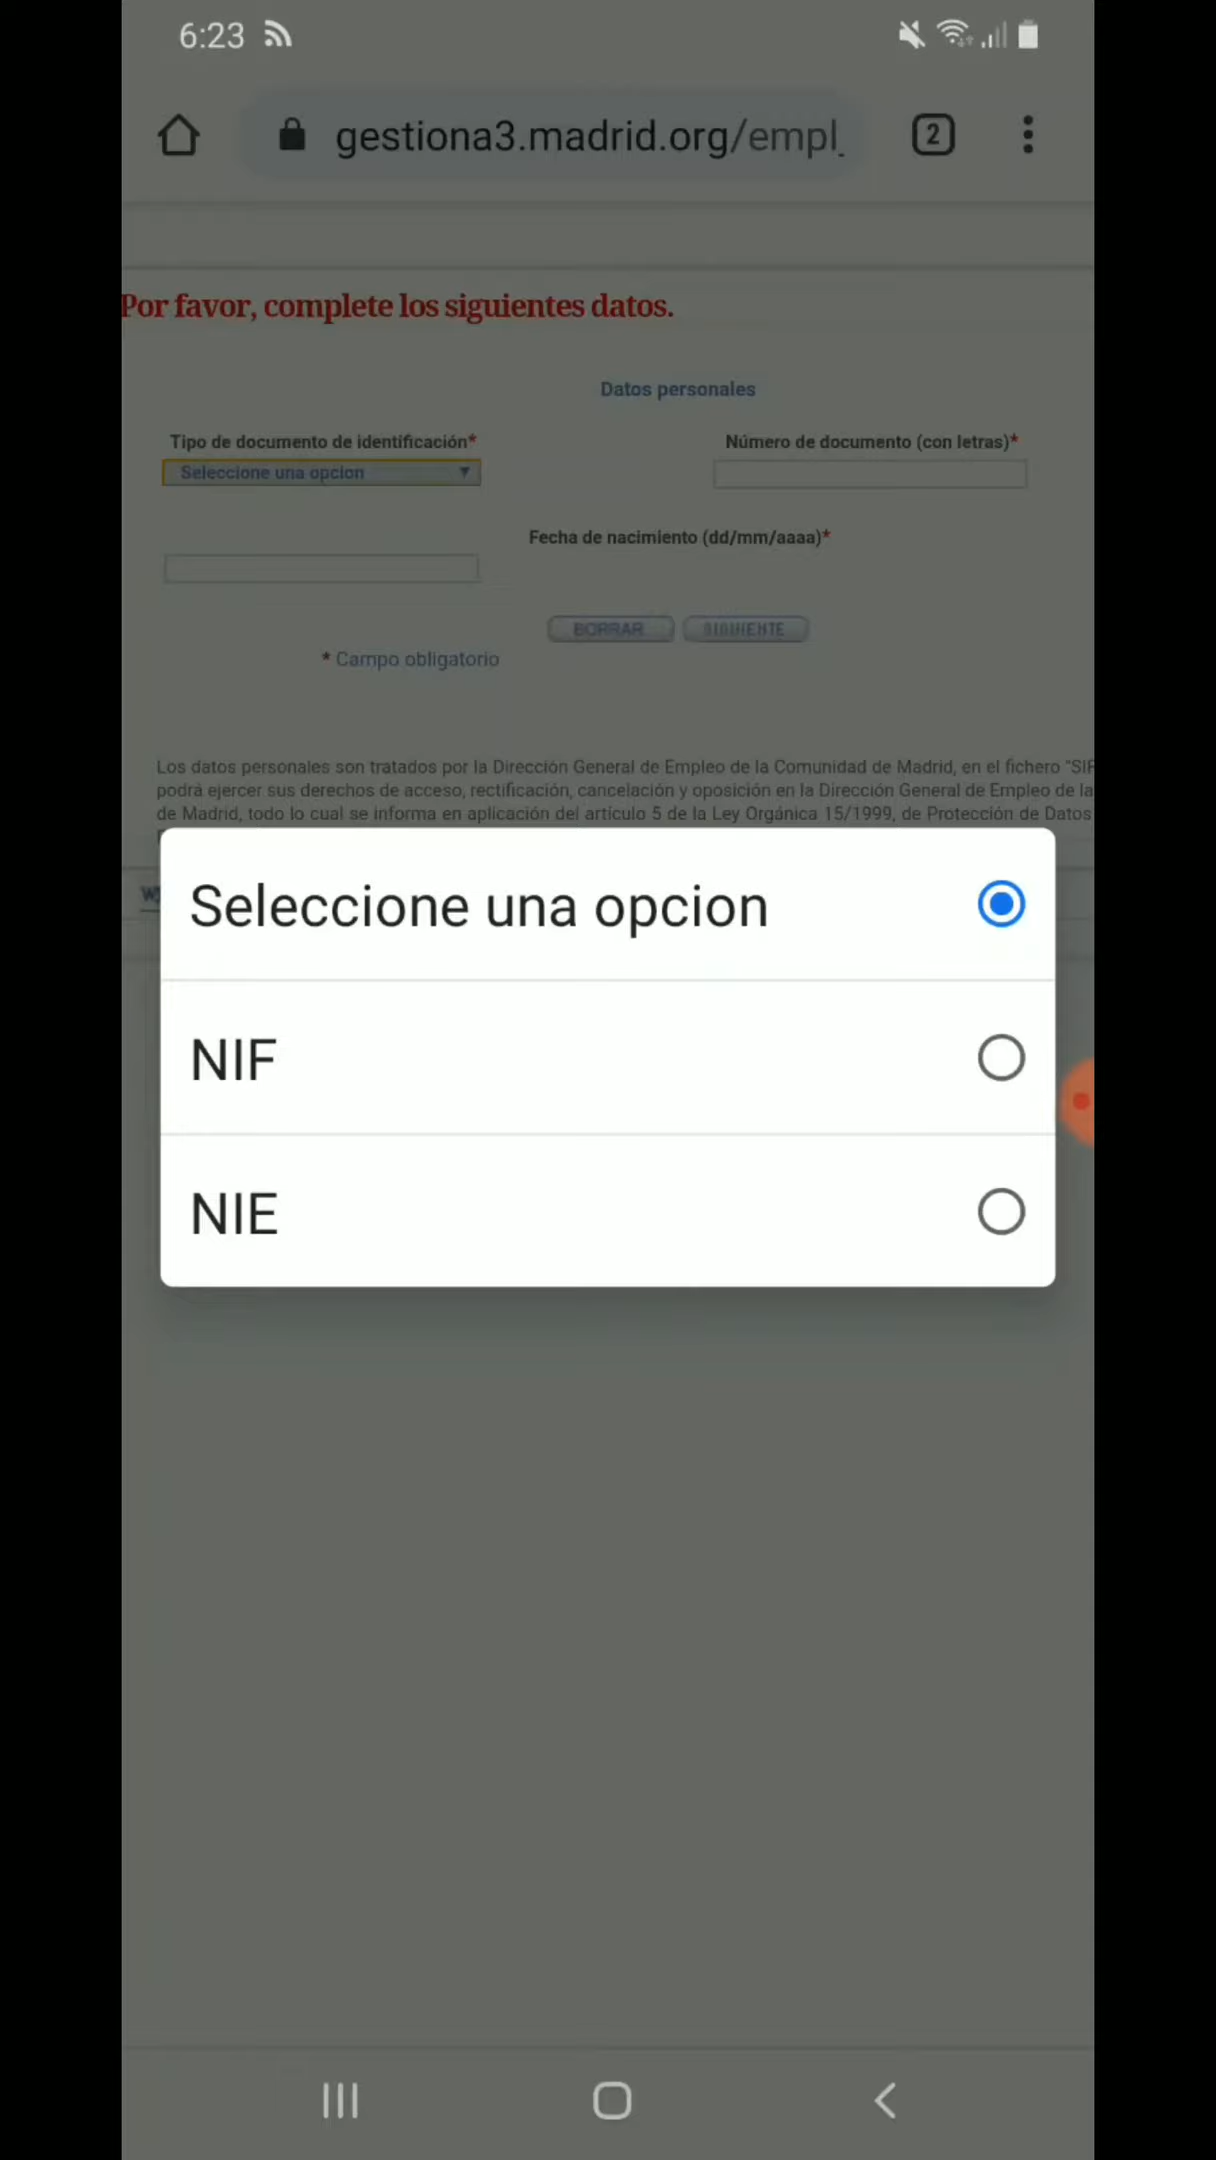 6:23
gestiona3.madrid.org/empl
2
Por favor, complete los siguientes datos.
Datos personales
Tipo de documento de identificación*
Número de documento (con letras)*
Seleccione una opcion
Fecha de nacimiento (dd/mm/aaaa)*
BORRAR
SIGUIENTE
* Campo obligatorio
Los datos personales son tratados por la Dirección General de Empleo de la Comunidad de Madrid, en el fichero "SIP
podrá ejercer sus derechos de acceso, rectificación, cancelación y oposición en la Dirección General de Empleo de la
de Madrid, todo lo cual se informa en aplicación del artículo 5 de la Ley Orgánica 15/1999, de Protección de Datos
Seleccione una opcion
NIF
NIE